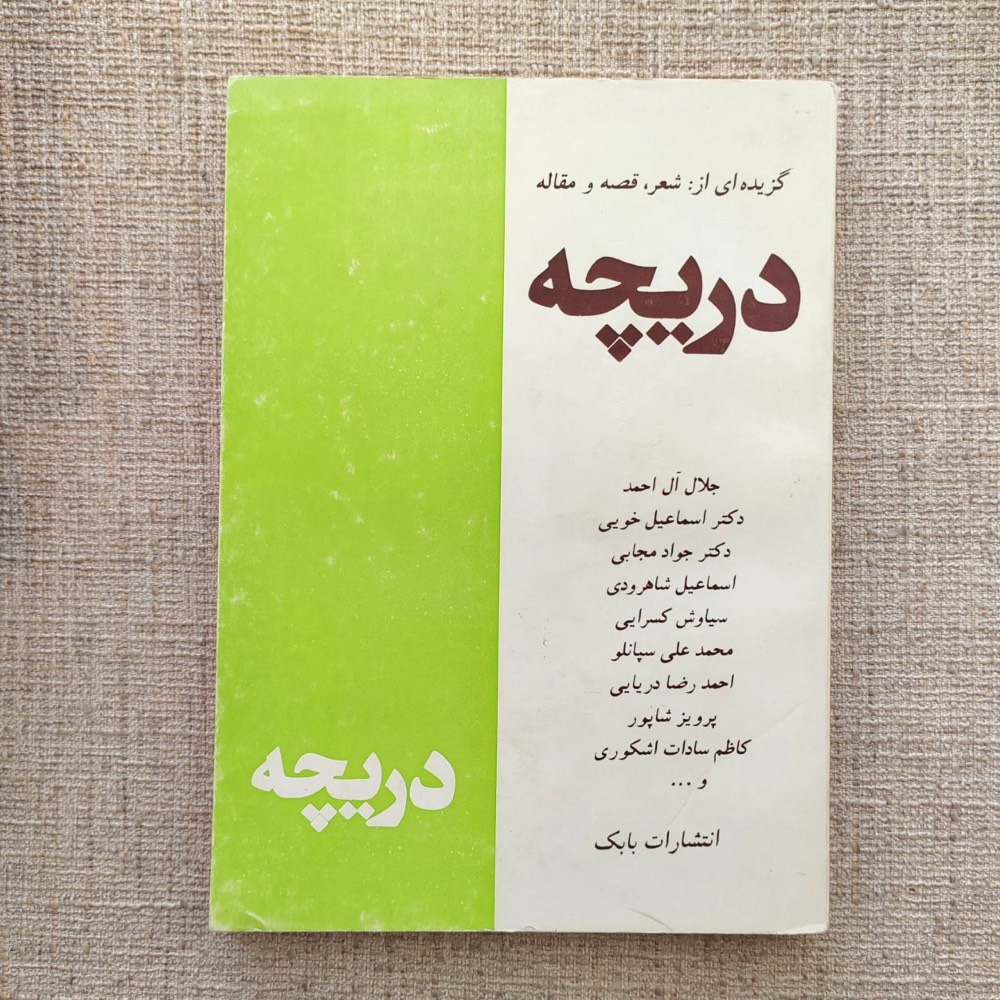 گزیده‌ای از: شعر، قصه و مقاله
دریچه
جلال آل احمد
دکتر اسماعیل خویی
دکتر جواد مجابی
اسماعیل شاهرودی
سیاوش کسرایی
محمد علی سپانلو
احمد رضا دریایی
پرویز شاپور
کاظم سادات اشکوری
و ...
انتشارات بابک
دریچه